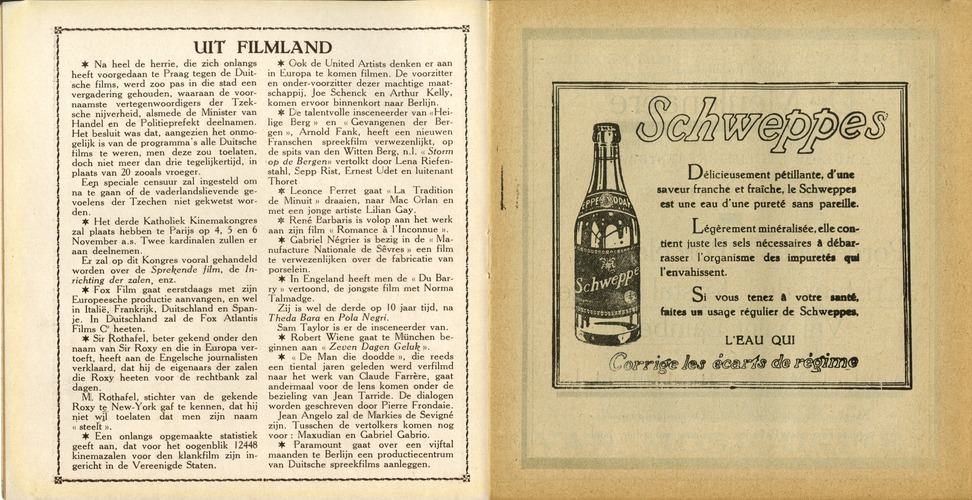 UIT FILMLAND
✶ Na heel de herrie, die zich onlangs
heeft voorgedaan te Praag tegen de Duit-
sche films, werd zoo pas in die stad een
vergadering gehouden, waaraan de voor-
naamste vertegenwoordigers der Tzek-
sche nijverheid, alsmede de Minister van
Handel en de Politieprefekt deelnamen.
Het besluit was dat, aangezien het onmo-
gelijk is van de programma's alle Duitsche
films te weren, men deze zou toelaten,
doch niet meer dan drie tegelijkertijd, in
plaats van 20 zooals vroeger.
Een speciale censuur zal ingesteld om
na te gaan of de vaderlandslievende ge-
voelens der Tzechen niet gekwetst wor-
den.
✶ Het derde Katholiek Kinemakongres
zal plaats hebben te Parijs op 4, 5 en 6
November a.s. Twee kardinalen zullen er
aan deelnemen.
Er zal op dit Kongres vooral gehandeld
worden over de Sprekende film, de In-
richting der zalen, enz.
✶ Fox Film gaat eerstdaags met zijn
Europeesche productie aanvangen, en wel
in Italië, Frankrijk, Duitschland en Span-
je. In Duitschland zal de Fox Atlantis
Films Cº heeten.
✶ Sir Rothafel, beter gekend onder den
naam van Sir Roxy en die in Europa ver-
toeft, heeft aan de Engelsche journalisten
verklaard, dat hij de eigenaars der zalen
die Roxy heeten voor de rechtbank zal
dagen.
M. Rothafel, stichter van de gekende
Roxy te New-York gaf te kennen, dat hij
niet wil toelaten dat men zijn naam
« steelt ».
✶ Een onlangs opgemaakte statistiek
geeft aan, dat voor het oogenblik 12448
kinemazalen voor den klankfilm zijn in-
gericht in de Vereenigde Staten.
✶ Ook de United Artists denken er aan
in Europa te komen filmen. De voorzitter
en onder-voorzitter dezer machtige maat-
schappij, Joe Schenck en Arthur Kelly,
komen ervoor binnenkort naar Berlijn.
✶ De talentvolle insceneerder van «Hei-
lige Berg » en « Gevangenen der Ber-
gen », Arnold Fank, heeft een nieuwen
Franschen spreekfilm verwezenlijkt, op
de spits van den Witten Berg, n.l. « Storm
op de Bergen» vertolkt door Lena Riefen-
stahl, Sepp Rist, Ernest Udet en luitenant
Thoret
✶ Leonce Perret gaat « La Tradition
de Minuit » draaien, naar Mac Orlan en
met een jonge artiste Lilian Gay.
✶ René Barbaris is volop aan het werk
aan zijn film « Romance à l'Inconnue ».
✶ Gabriel Négrier is bezig in de « Ma-
nufacture Nationale de Sèvres » een film
te verwezenlijken over de fabricatie van
porselein.
✶ In Engeland heeft men de « Du Bar-
ry » vertoond, de jongste film met Norma
Talmadge.
Zij is wel de derde op 10 jaar tijd, na
Theda Bara en Pola Negri.
Sam Taylor is er de insceneerder van.
✶ Robert Wiene gaat te München be-
ginnen aan « Zeven Dagen Geluk ».
✶ « De Man die doodde », die reeds
een tiental jaren geleden werd verfilmd
naar het werk van Claude Farrère, gaat
andermaal voor de lens komen onder de
bezieling van Jean Tarride. De dialogen
worden geschreven door Pierre Frondaie.
Jean Angelo zal de Markies de Sevigné
zijn. Tusschen de vertolkers komen nog
voor : Maxudian en Gabriel Gabrio.
✶ Paramount gaat over een vijftal
maanden te Berlijn een productiecentrum
van Duitsche spreekfilms aanleggen.
Schweppes
Délicieusement pétillante, d'une
saveur franche et fraîche, le Schweppes
est une eau d'une pureté sans pareille.
Légèrement minéralisée, elle con-
tient juste les sels nécessaires à débar-
rasser l'organisme des impuretés qui
l'envahissent.
Si vous tenez à votre santé,
faites un usage régulier de Schweppes,
L'EAU QUI
Corrige les écarts de régime
Schweppe